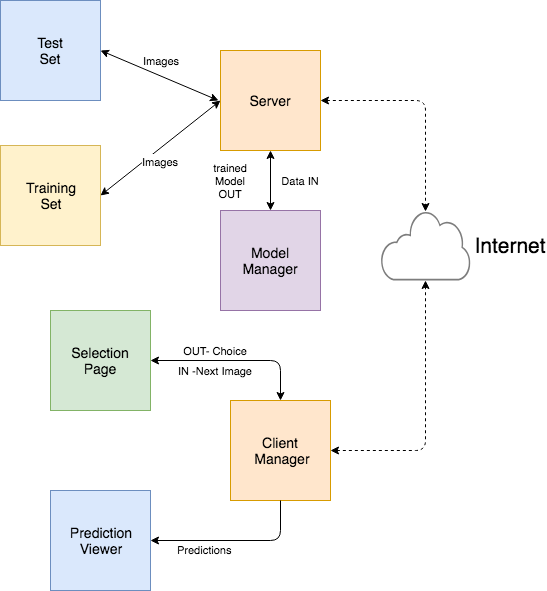 Test
Set
Images
Server
Images
Training
Set
trained
Model
OUT
Data IN
Model
Manager
Internet
Selection
Page
OUT- Choice
IN -Next Image
Client
Manager
Prediction
Viewer
Predictions